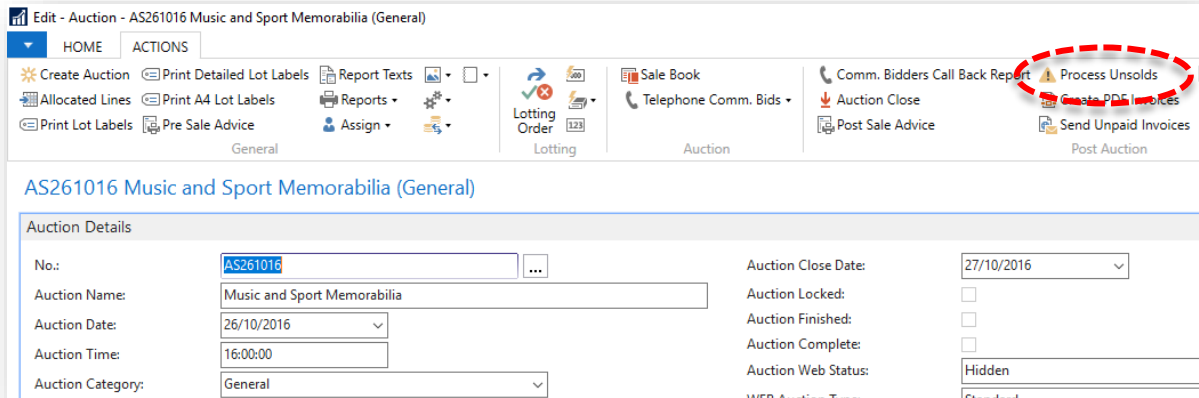 Edit - Auction - AS261016 Music and Sport Memorabilia (General)
HOME ACTIONS
Create Auction Print Detailed Lot Labels Report Texts Sale Book Comm. Bidders Call Back Report Process Unsolds
Allocated Lines Print A4 Lot Labels Reports Telephone Comm. Bids Auction Close Create PDF Invoices
Print Lot Labels Pre Sale Advice Assign Lotting Order 123 Post Sale Advice Send Unpaid Invoices
General Lotting Auction Post Auction
AS261016 Music and Sport Memorabilia (General)
Auction Details
No.: AS261016 ... Auction Close Date: 27/10/2016
Auction Name: Music and Sport Memorabilia Auction Locked:
Auction Date: 26/10/2016 Auction Finished:
Auction Time: 16:00:00 Auction Complete:
Auction Category: General Auction Web Status: Hidden
WEB Auction Type: Standard